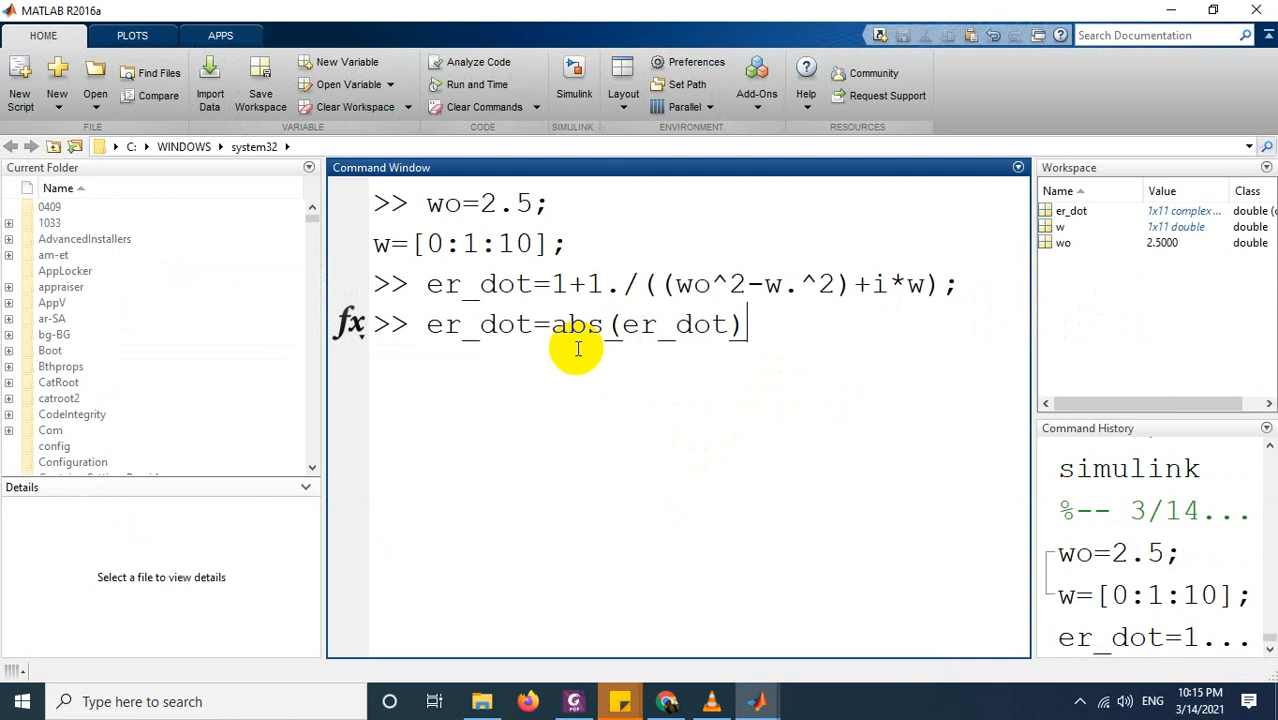 MATLAB R2016a
HOME PLOTS APPS Search Documentation
New Script New Open Find Files Compare Import Data Save Workspace New Variable Open Variable Clear Workspace Analyze Code Run and Time Clear Commands Simulink Layout Preferences Set Path Parallel Add-Ons Help Community Request Support
FILE VARIABLE CODE SIMULINK ENVIRONMENT RESOURCES
C: WINDOWS system32
Current Folder
Name
0409
1033
AdvancedInstallers
am-et
AppLocker
appraiser
AppV
ar-SA
bg-BG
Boot
Bthprops
CatRoot
catroot2
CodeIntegrity
Com
config
Configuration
Details
Select a file to view details
Command Window
>> wo=2.5;
w=[0:1:10];
>> er_dot=1+1./((wo^2-w.^2)+i*w);
fx >> er_dot=abs(er_dot)
Workspace
Name Value Class
er_dot 1x11 complex... double (
w 1x11 double double
wo 2.5000 double
Command History
simulink
%-- 3/14...
wo=2.5;
w=[0:1:10];
er_dot=1...
Type here to search
ENG
10:15 PM
3/14/2021